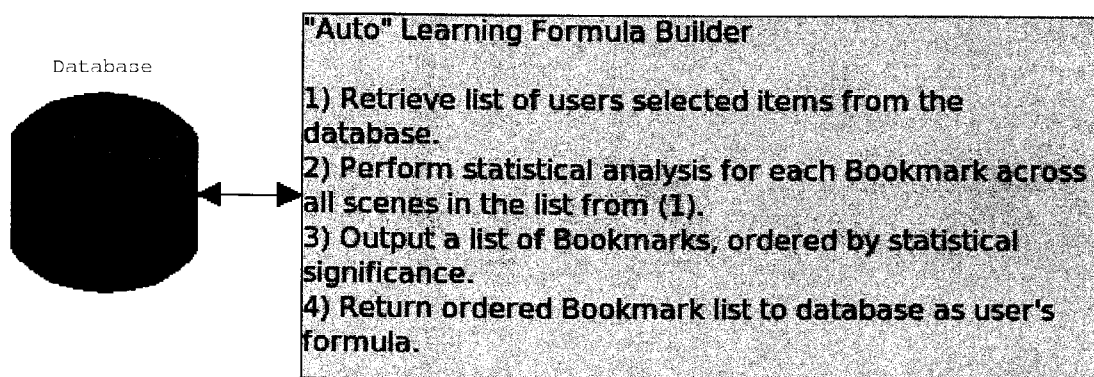 Database
"Auto" Learning Formula Builder
1) Retrieve list of users selected items from the
database.
2) Perform statistical analysis for each Bookmark across
all scenes in the list from (1).
3) Output a list of Bookmarks, ordered by statistical
significance.
4) Return ordered Bookmark list to database as user's
formula.